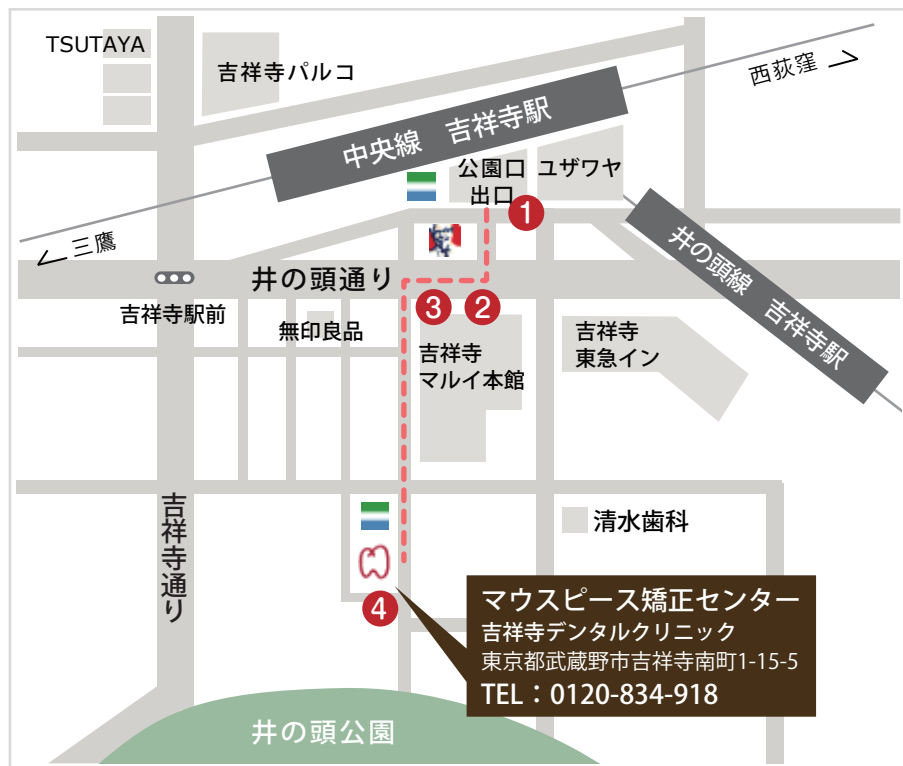 TSUTAYA
吉祥寺パルコ
西荻窪
中央線　吉祥寺駅
公園口
出口
ユザワヤ
1
三鷹
井の頭線　吉祥寺駅
井の頭通り
吉祥寺駅前
3
2
無印良品
吉祥寺
マルイ本館
吉祥寺
東急イン
吉祥寺通り
清水歯科
4
マウスピース矯正センター
吉祥寺デンタルクリニック
東京都武蔵野市吉祥寺南町1-15-5
TEL：0120-834-918
井の頭公園